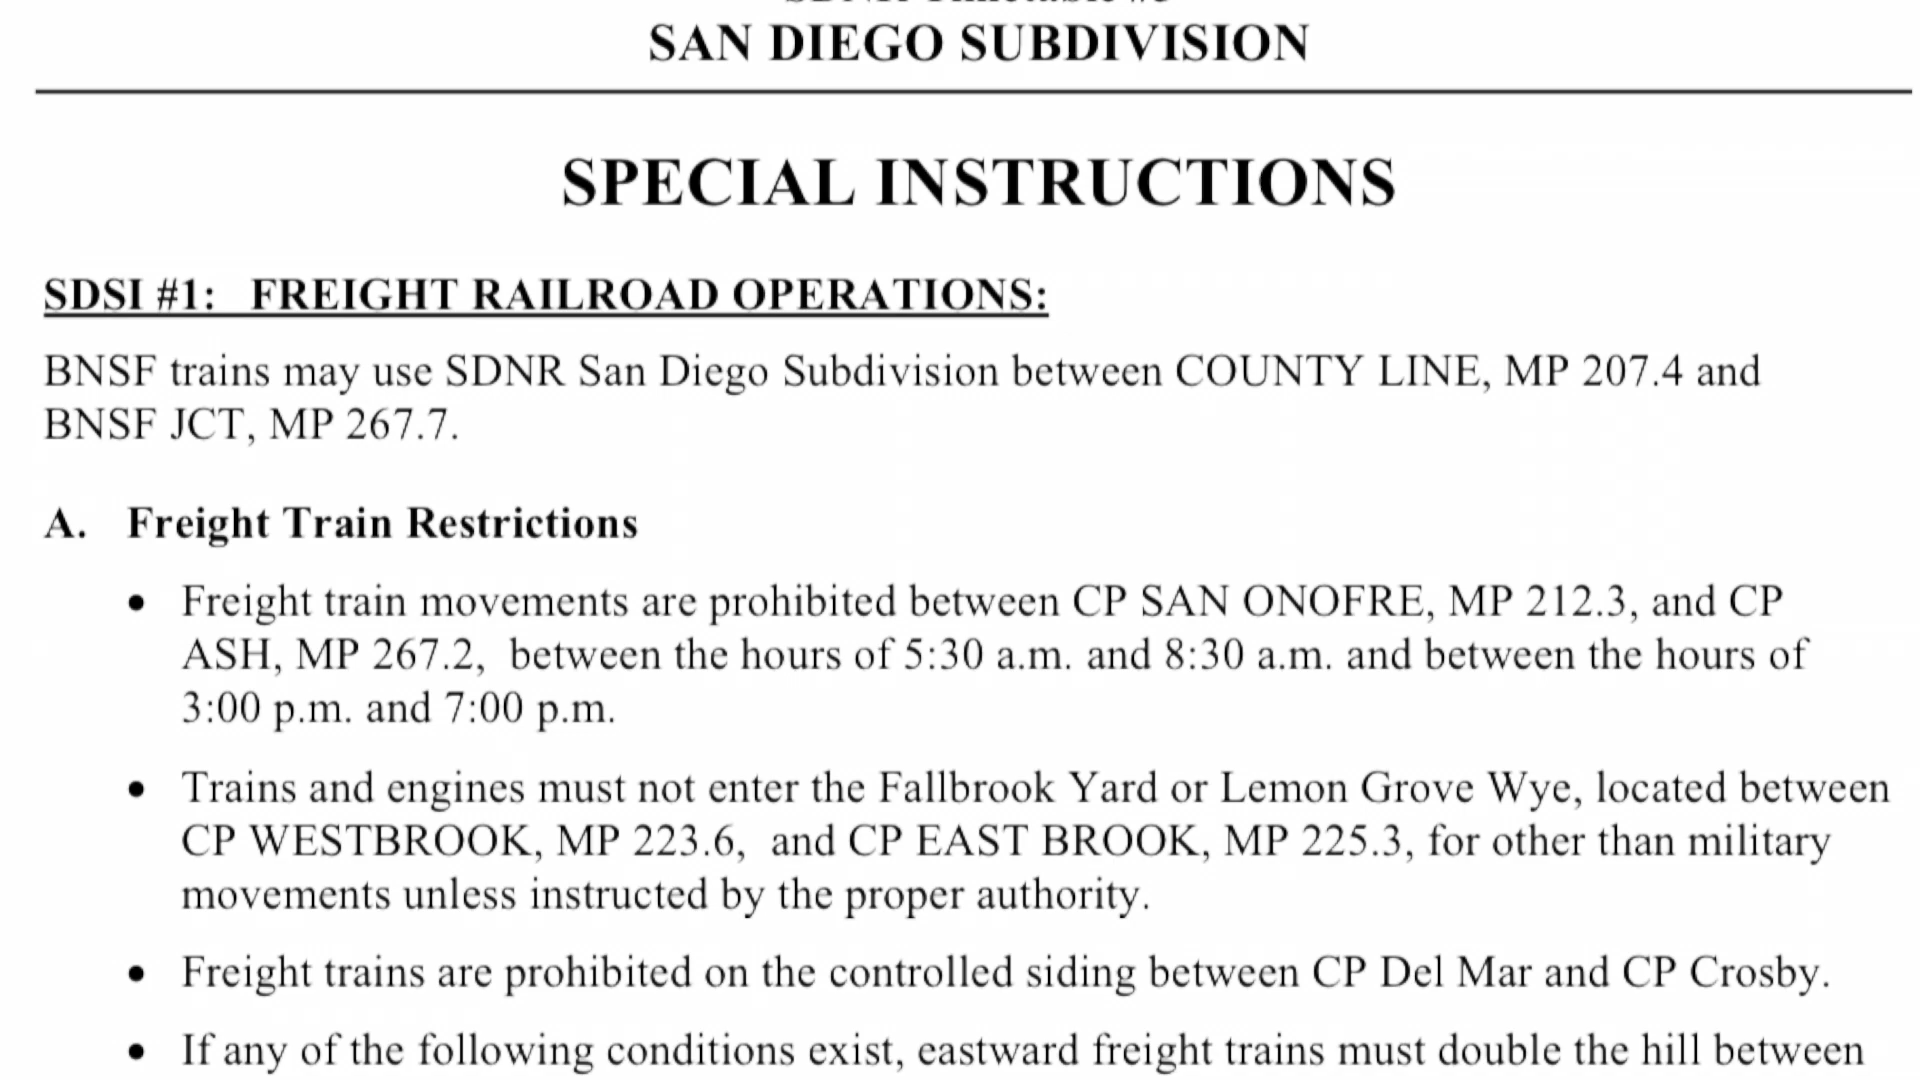 SAN DIEGO SUBDIVISION
SPECIAL INSTRUCTIONS
SDSI #1: FREIGHT RAILROAD OPERATIONS:
BNSF trains may use SDNR San Diego Subdivision between COUNTY LINE, MP 207.4 and
BNSF JCT, MP 267.7.
A. Freight Train Restrictions
• Freight train movements are prohibited between CP SAN ONOFRE, MP 212.3, and CP
ASH, MP 267.2, between the hours of 5:30 a.m. and 8:30 a.m. and between the hours of
3:00 p.m. and 7:00 p.m.
• Trains and engines must not enter the Fallbrook Yard or Lemon Grove Wye, located between
CP WESTBROOK, MP 223.6, and CP EAST BROOK, MP 225.3, for other than military
movements unless instructed by the proper authority.
• Freight trains are prohibited on the controlled siding between CP Del Mar and CP Crosby.
• If any of the following conditions exist, eastward freight trains must double the hill between